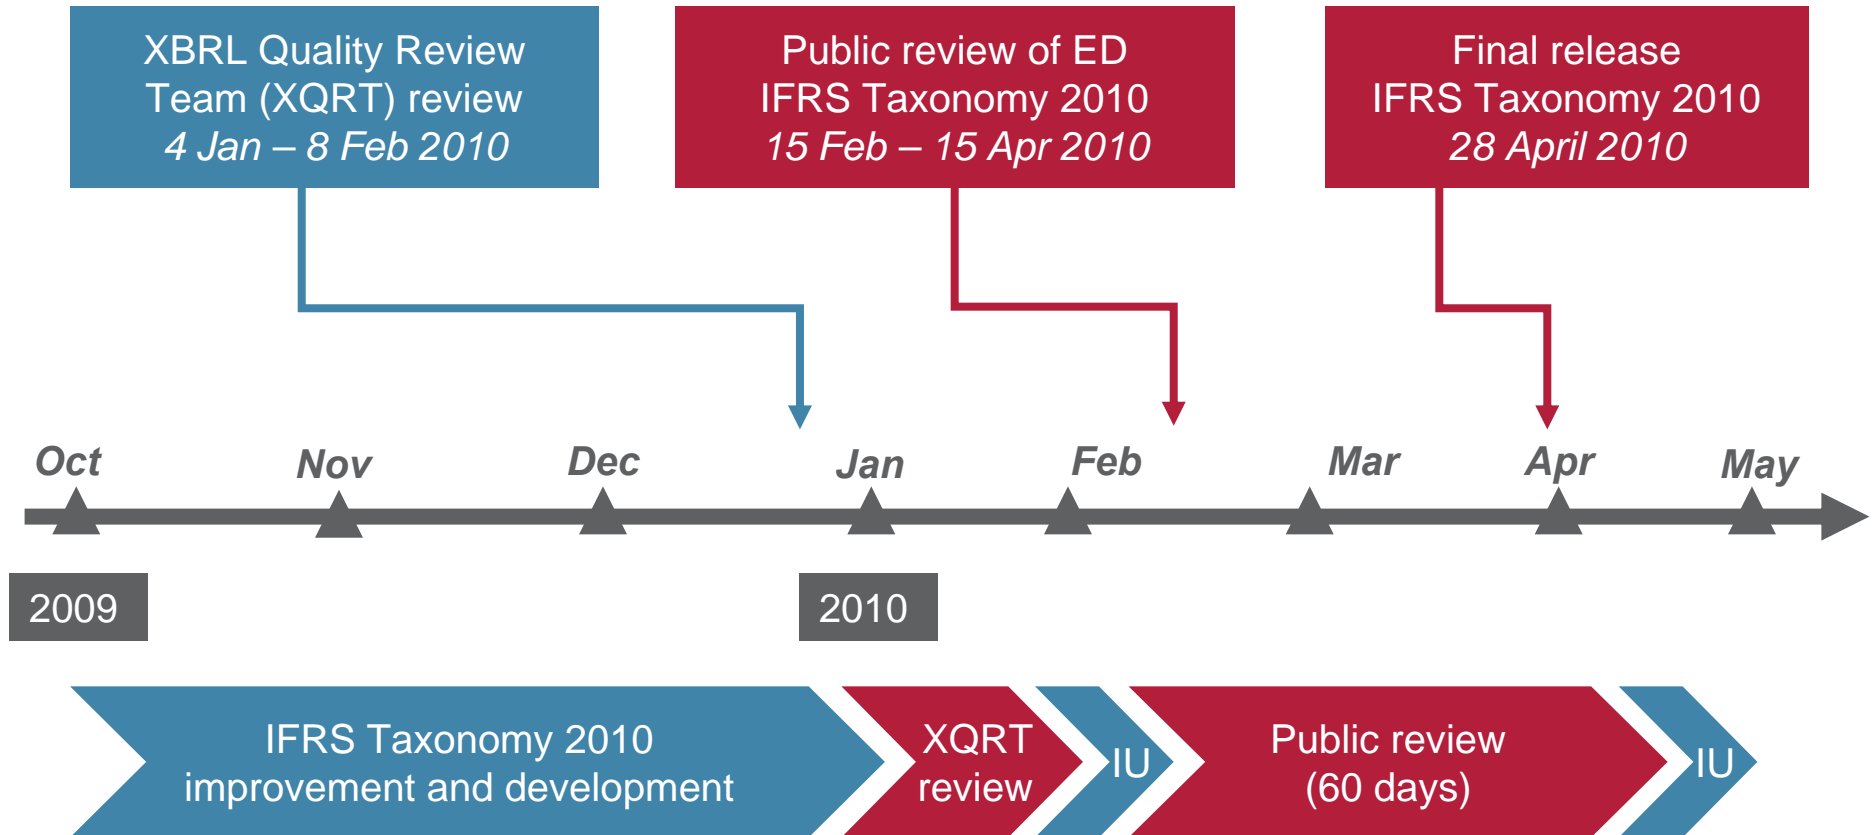 XBRL Quality Review
Team (XQRT) review
4 Jan – 8 Feb 2010
Public review of ED
IFRS Taxonomy 2010
15 Feb – 15 Apr 2010
Final release
IFRS Taxonomy 2010
28 April 2010
Oct
Nov
Dec
Jan
Feb
Mar
Apr
May
2009
2010
IFRS Taxonomy 2010
improvement and development
XQRT
review
IU
Public review
(60 days)
IU